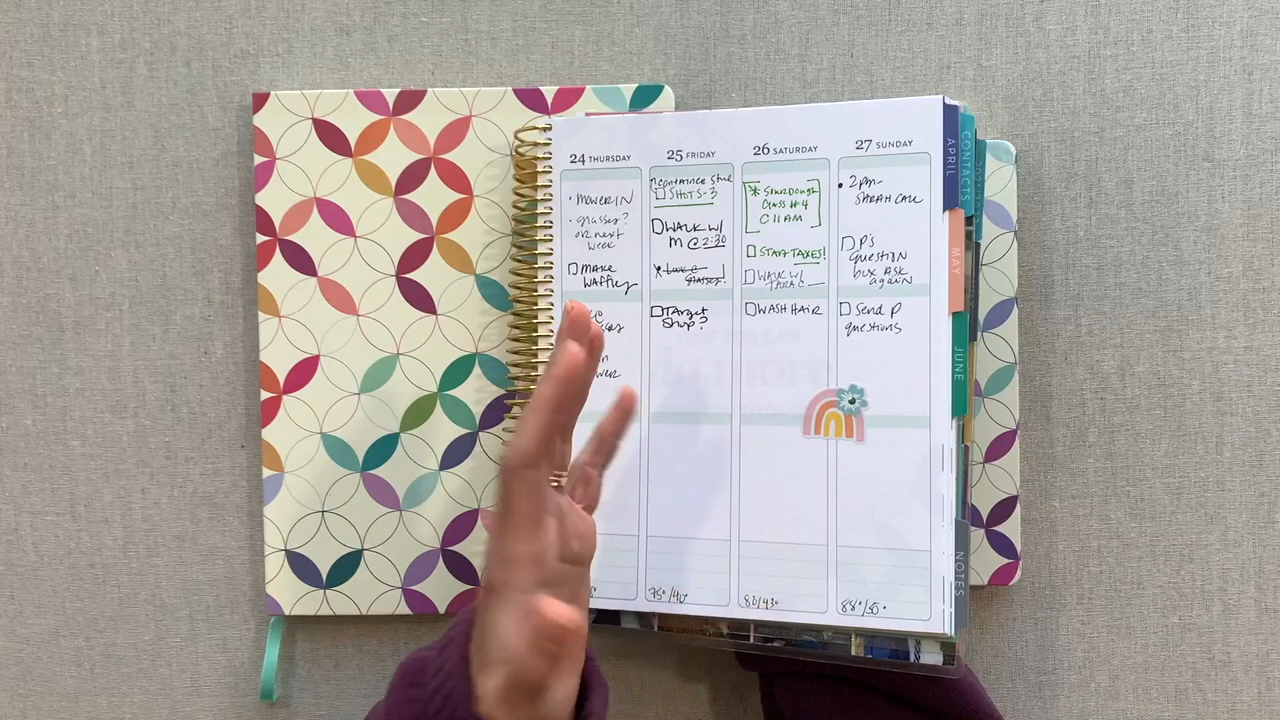 24 THURSDAY
• MOWER IN
• glasses?
or next
week
MAKE
WAFFLES
25 FRIDAY
SHOTS-3
WALK W/
M @ 2:30
TARGET
Shop?
75°/40°
26 SATURDAY
* SOURDOUGH
CLASS #4
@ 11AM
START TAXES!
WALK W/
TARA C
WASH HAIR
80/43°
27 SUNDAY
• 2pm-
SARAH CALL
P's
question
box ask
again
Send P
questions
APRIL
CONTACTS
MAY
JUNE
NOTES